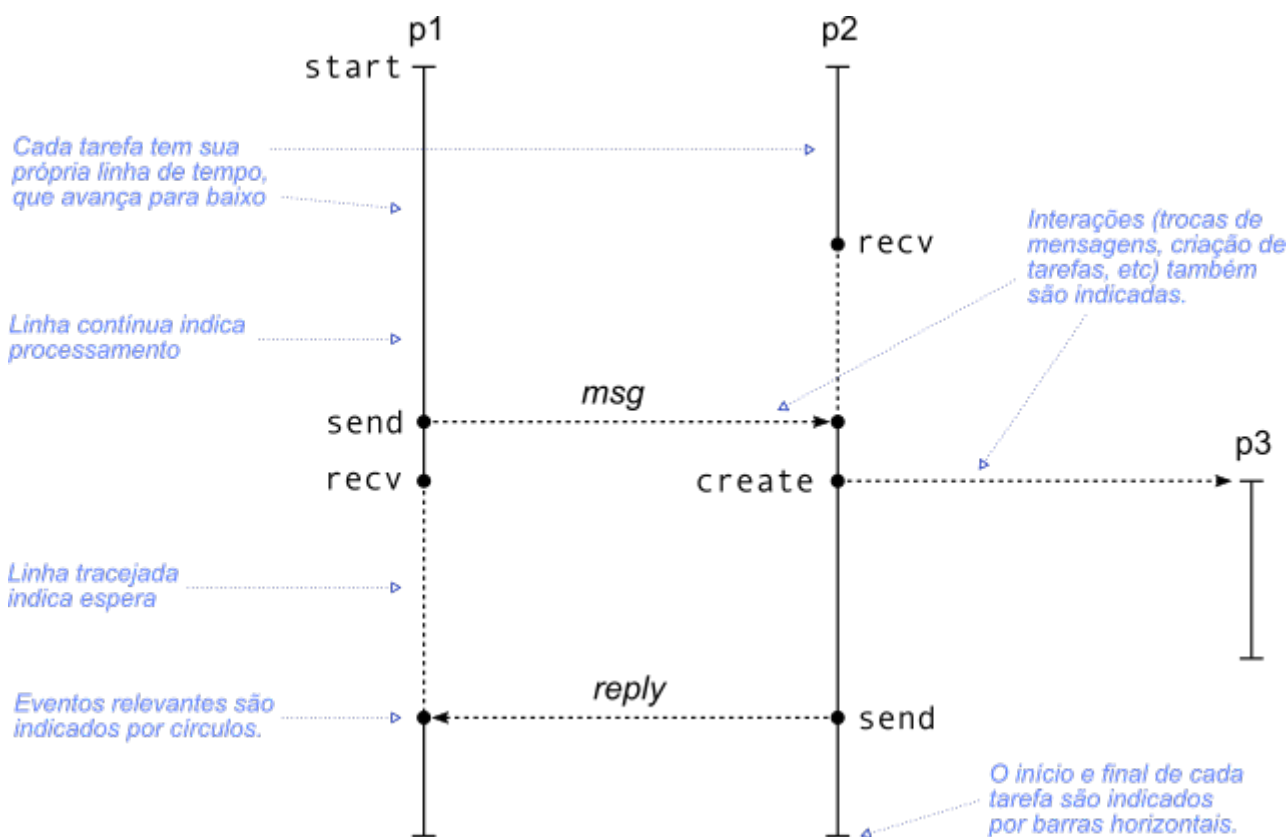 p1
p2
start
Cada tarefa tem sua
própria linha de tempo,
que avança para baixo
recv
Interações (trocas de
mensagens, criação de
tarefas, etc) também
são indicadas.
Linha contínua indica
processamento
msg
send
recv
create
p3
Linha tracejada
indica espera
reply
Eventos relevantes são
indicados por círculos.
send
O início e final de cada
tarefa são indicados
por barras horizontais.